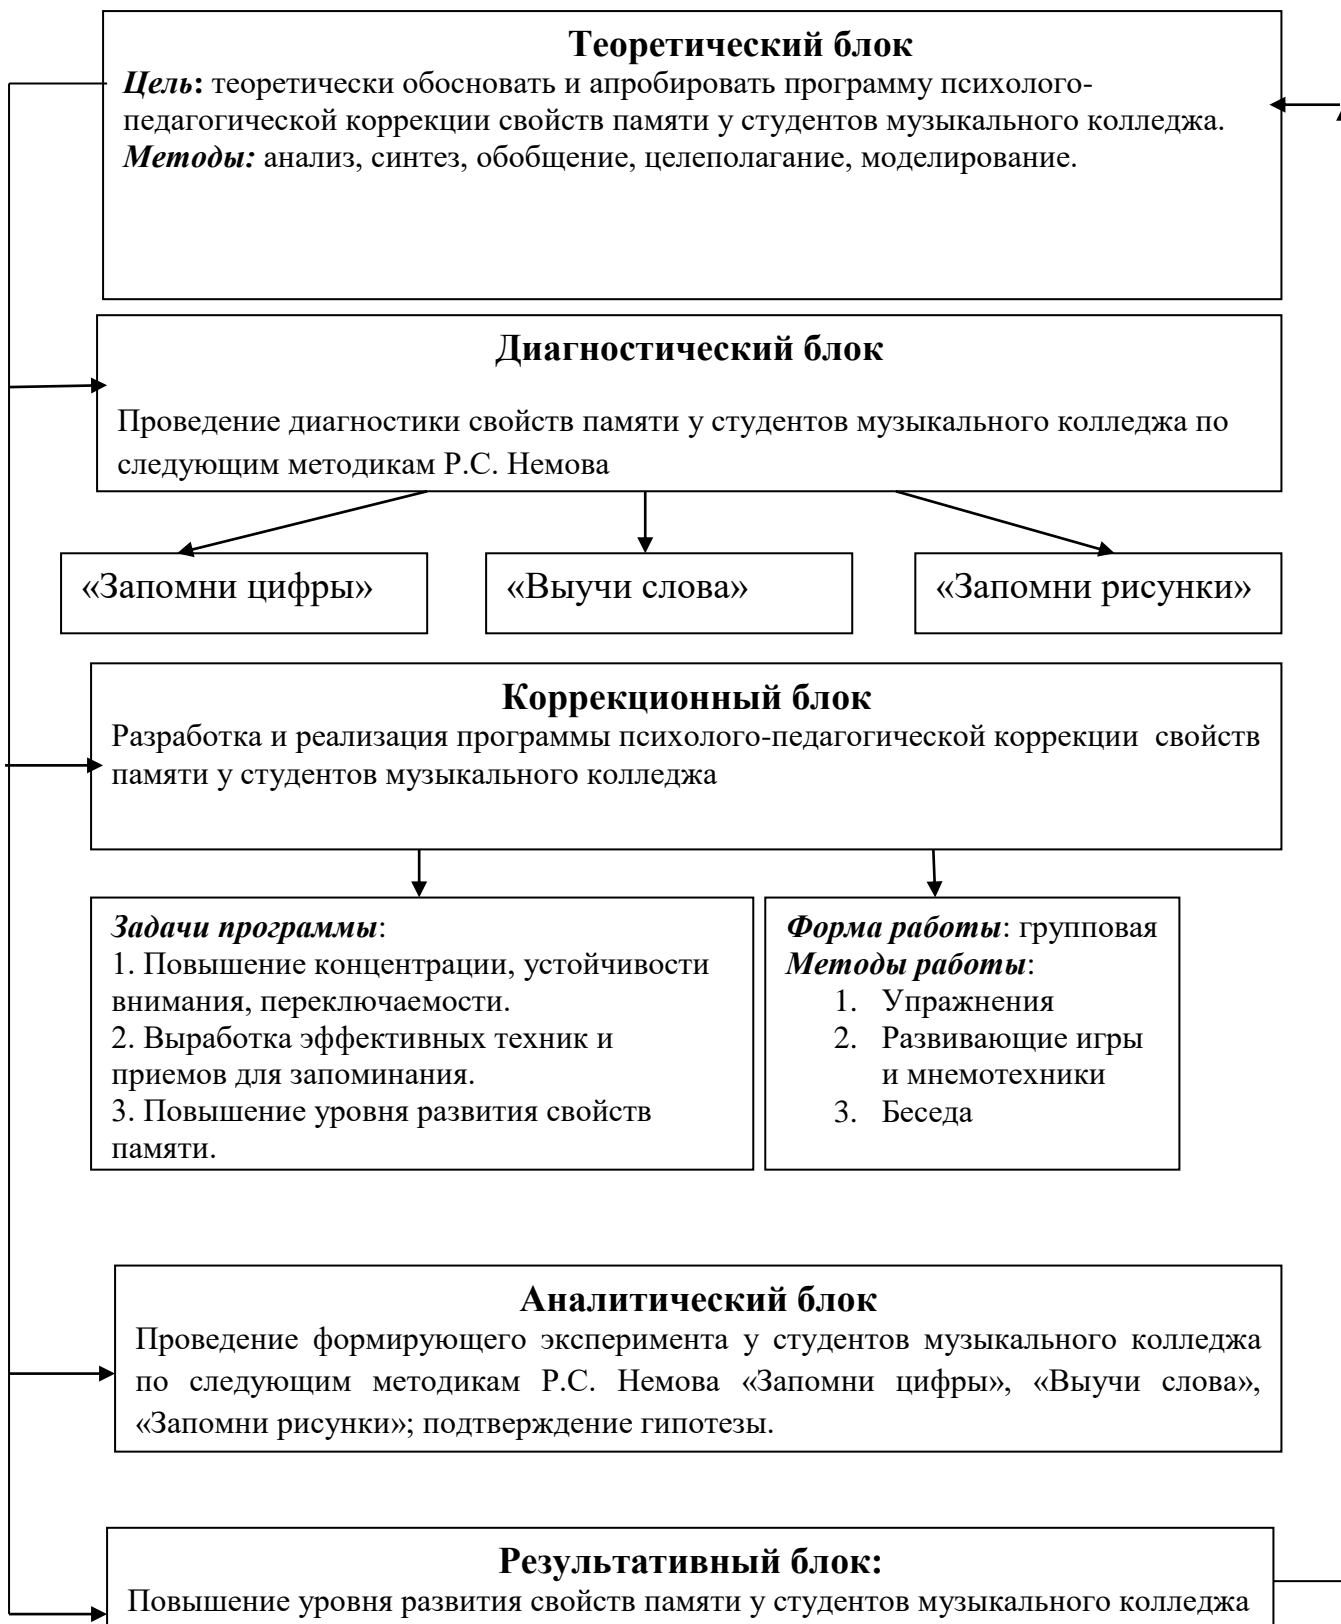 Теоретический блок
Цель: теоретически обосновать и апробировать программу психолого-
педагогической коррекции свойств памяти у студентов музыкального колледжа.
Методы: анализ, синтез, обобщение, целеполагание, моделирование.
Диагностический блок
Проведение диагностики свойств памяти у студентов музыкального колледжа по
следующим методикам Р.С. Немова
«Запомни цифры»
«Выучи слова»
«Запомни рисунки»
Коррекционный блок
Разработка и реализация программы психолого-педагогической коррекции свойств
памяти у студентов музыкального колледжа
Задачи программы:
1. Повышение концентрации, устойчивости
внимания, переключаемости.
2. Выработка эффективных техник и
приемов для запоминания.
3. Повышение уровня развития свойств
памяти.
Форма работы: групповая
Методы работы:
1. Упражнения
2. Развивающие игры
и мнемотехники
3. Беседа
Аналитический блок
Проведение формирующего эксперимента у студентов музыкального колледжа
по следующим методикам Р.С. Немова «Запомни цифры», «Выучи слова»,
«Запомни рисунки»; подтверждение гипотезы.
Результативный блок:
Повышение уровня развития свойств памяти у студентов музыкального колледжа